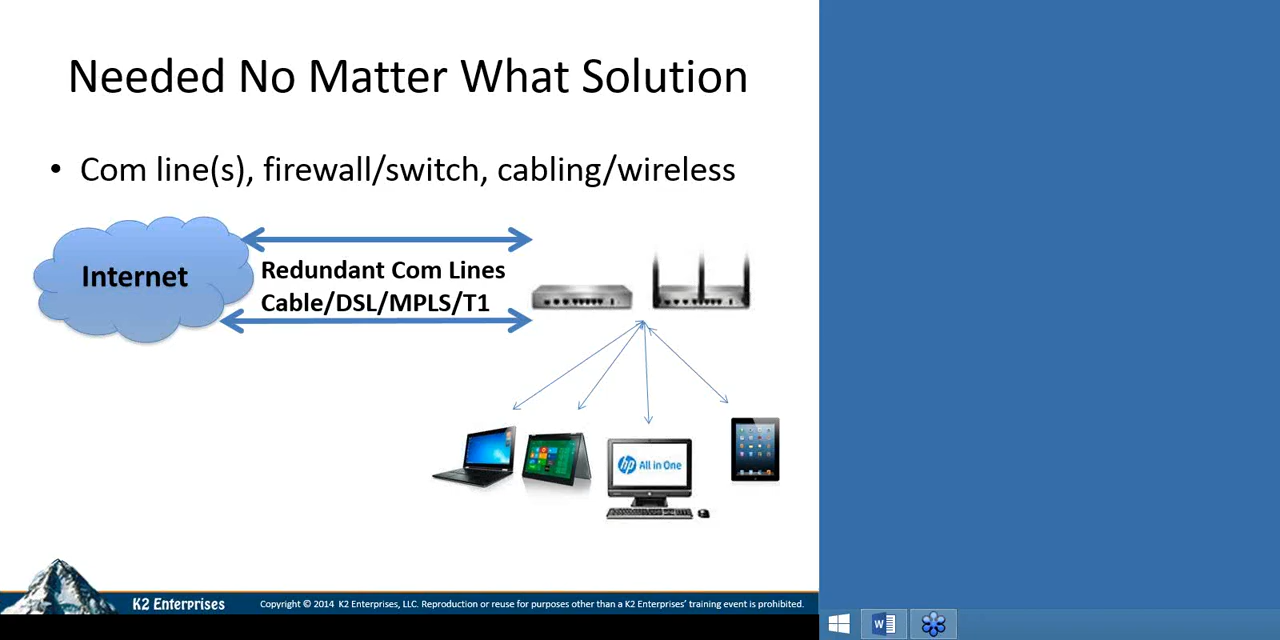 Needed No Matter What Solution
• Com line(s), firewall/switch, cabling/wireless
Internet
Redundant Com Lines
Cable/DSL/MPLS/T1
hp All in One
K2 Enterprises
Copyright © 2014 K2 Enterprises, LLC. Reproduction or reuse for purposes other than a K2 Enterprises' training event is prohibited.
W